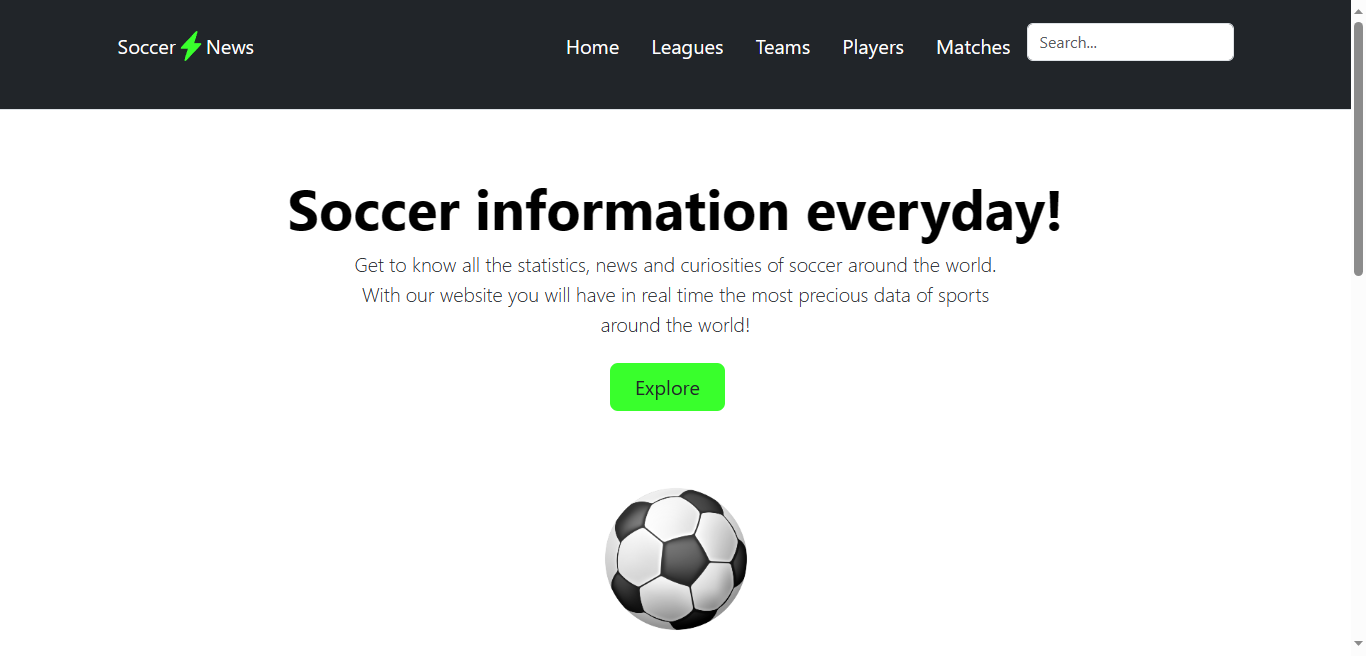 Soccer News
Home Leagues Teams Players Matches Search...
Soccer information everyday!
Get to know all the statistics, news and curiosities of soccer around the world.
With our website you will have in real time the most precious data of sports
around the world!
Explore